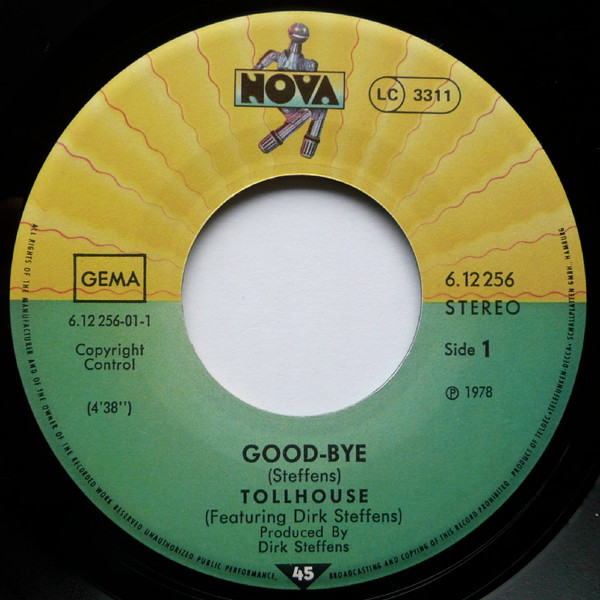 NOVA
LC 3311
GEMA
6.12 256-01-1
Copyright
Control
(4'38")
6.12256
STEREO
Side 1
℗ 1978
GOOD-BYE
(Steffens)
TOLLHOUSE
(Featuring Dirk Steffens)
Produced By
Dirk Steffens
45
ALL RIGHTS OF THE MANUFACTURER AND OF THE OWNER OF THE RECORDED WORK RESERVED UNAUTHORIZED PUBLIC PERFORMANCE, BROADCASTING AND COPYING OF THIS RECORD PROHIBITED · PRODUCT OF TELDEC »TELEFUNKEN-DECCA« SCHALLPLATTEN GMBH., HAMBURG